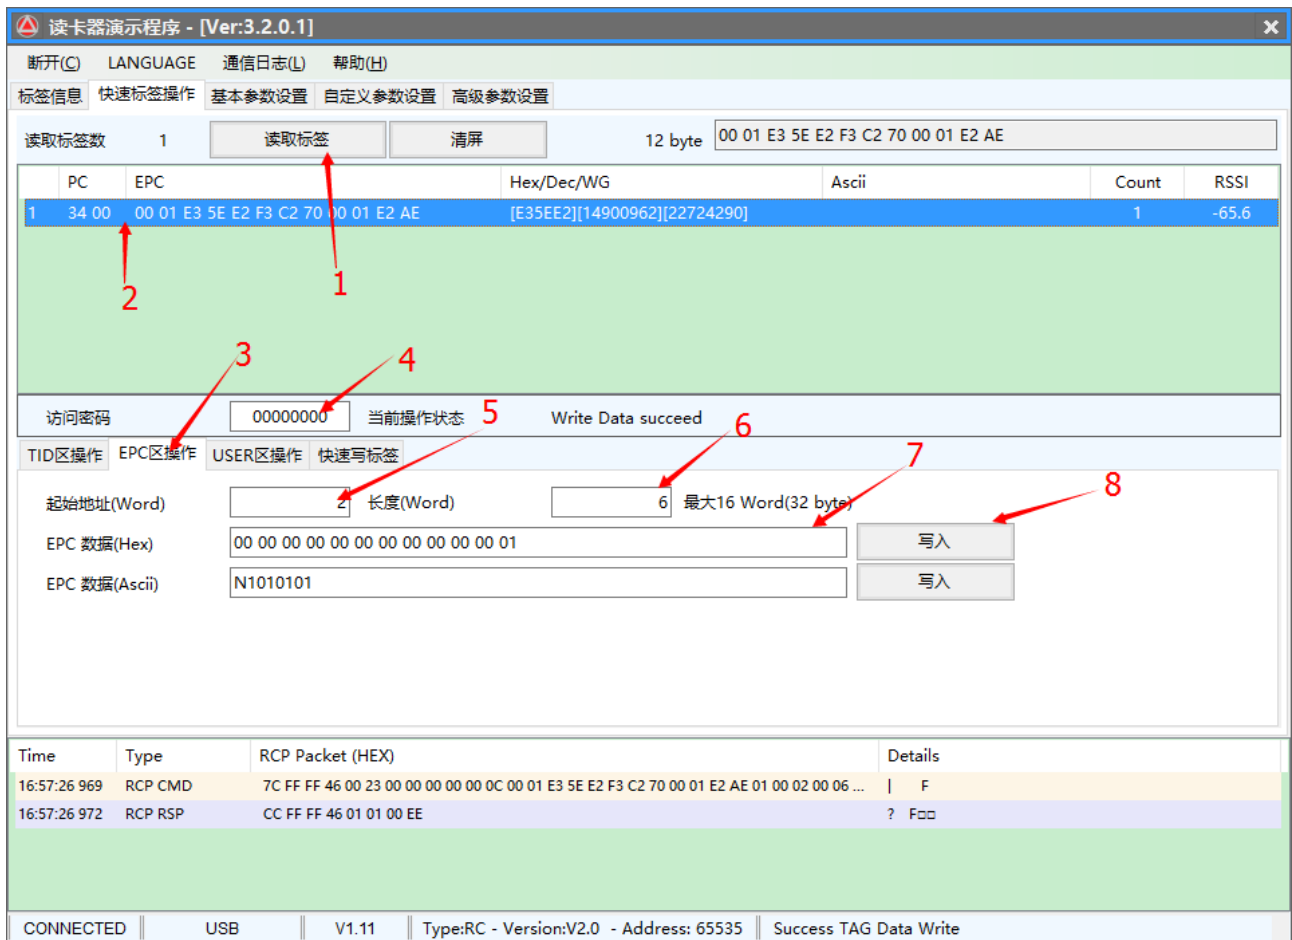 读卡器演示程序 - [Ver:3.2.0.1]
断开(C) LANGUAGE 通信日志(L) 帮助(H)
标签信息 快速标签操作 基本参数设置 自定义参数设置 高级参数设置
读取标签数 1 读取标签 清屏 12 byte 00 01 E3 5E E2 F3 C2 70 00 01 E2 AE
PC EPC Hex/Dec/WG Ascii Count RSSI
1 34 00 00 01 E3 5E E2 F3 C2 70 00 01 E2 AE [E35EE2][14900962][22724290] 1 -65.6
1
2
3
4
访问密码 00000000 当前操作状态 Write Data succeed
5
6
TID区操作 EPC区操作 USER区操作 快速写标签
7
8
起始地址(Word) 2 长度(Word) 6 最大16 Word(32 byte)
EPC 数据(Hex) 00 00 00 00 00 00 00 00 00 00 00 01 写入
EPC 数据(Ascii) N1010101 写入
Time Type RCP Packet (HEX) Details
16:57:26 969 RCP CMD 7C FF FF 46 00 23 00 00 00 00 00 0C 00 01 E3 5E E2 F3 C2 70 00 01 E2 AE 01 00 02 00 06 ... | F
16:57:26 972 RCP RSP CC FF FF 46 01 01 00 EE ? F□□
CONNECTED USB V1.11 Type:RC - Version:V2.0 - Address: 65535 Success TAG Data Write